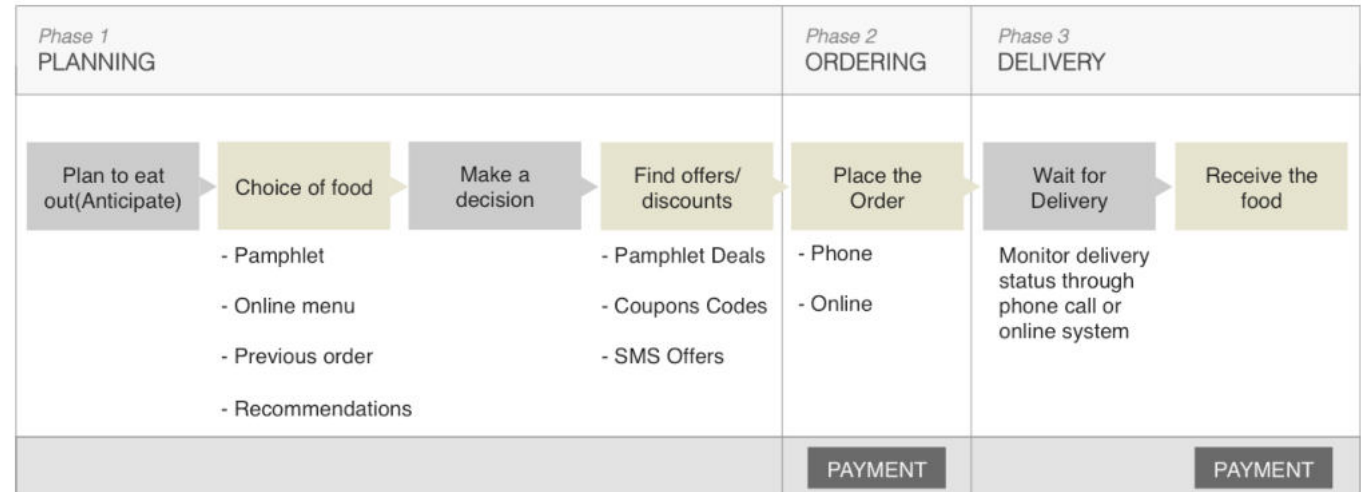 Phase 1
PLANNING
Phase 2
ORDERING
Phase 3
DELIVERY
Plan to eat
out(Anticipate)
Choice of food
Make a
decision
Find offers/
discounts
Place the
Order
Wait for
Delivery
Receive the
food
- Pamphlet
- Online menu
- Previous order
- Recommendations
- Pamphlet Deals
- Coupons Codes
- SMS Offers
- Phone
- Online
Monitor delivery
status through
phone call or
online system
PAYMENT
PAYMENT